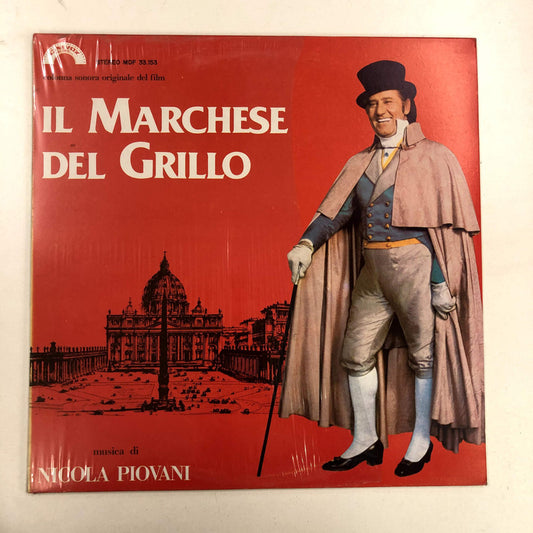 STEREO MGF 33.153
colonna sonora originale del film
IL MARCHESE
DEL GRILLO
musica di
NICOLA PIOVANI